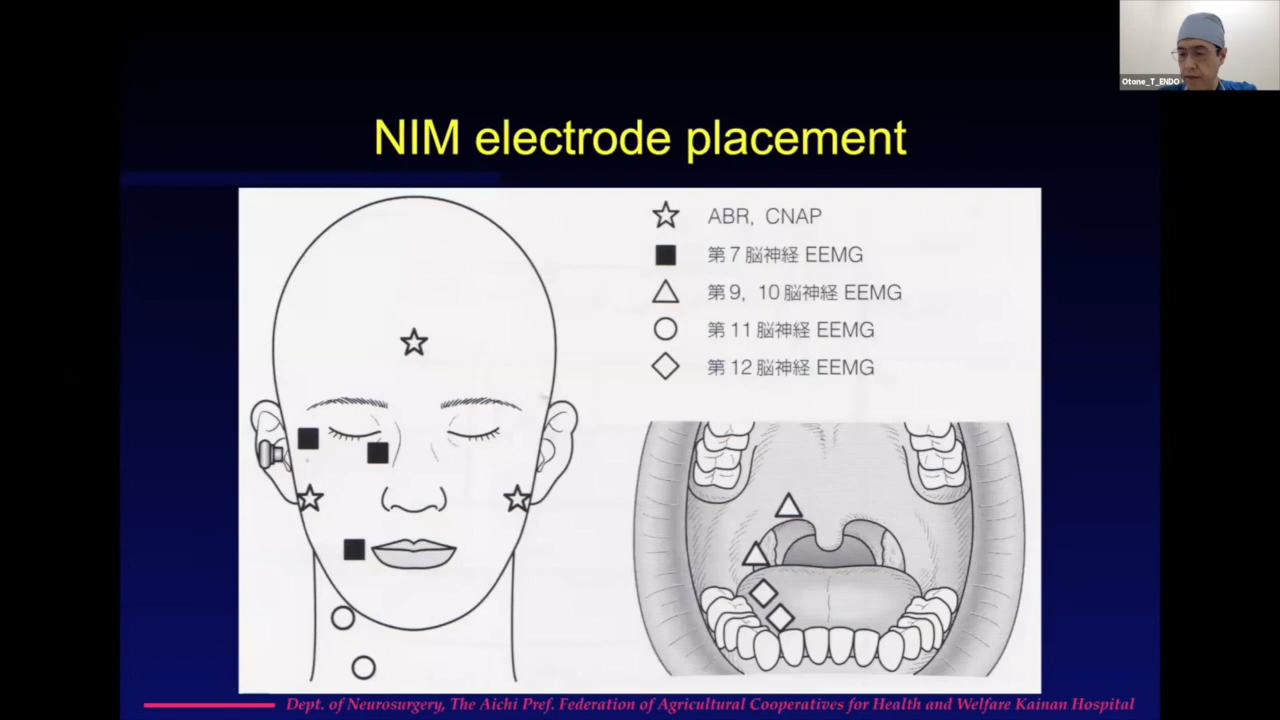 Otone_T_ENDO
NIM electrode placement
ABR, CNAP
第7脳神経 EEMG
第9, 10脳神経 EEMG
第11脳神経 EEMG
第12脳神経 EEMG
Dept. of Neurosurgery, The Aichi Pref. Federation of Agricultural Cooperatives for Health and Welfare Kainan Hospital